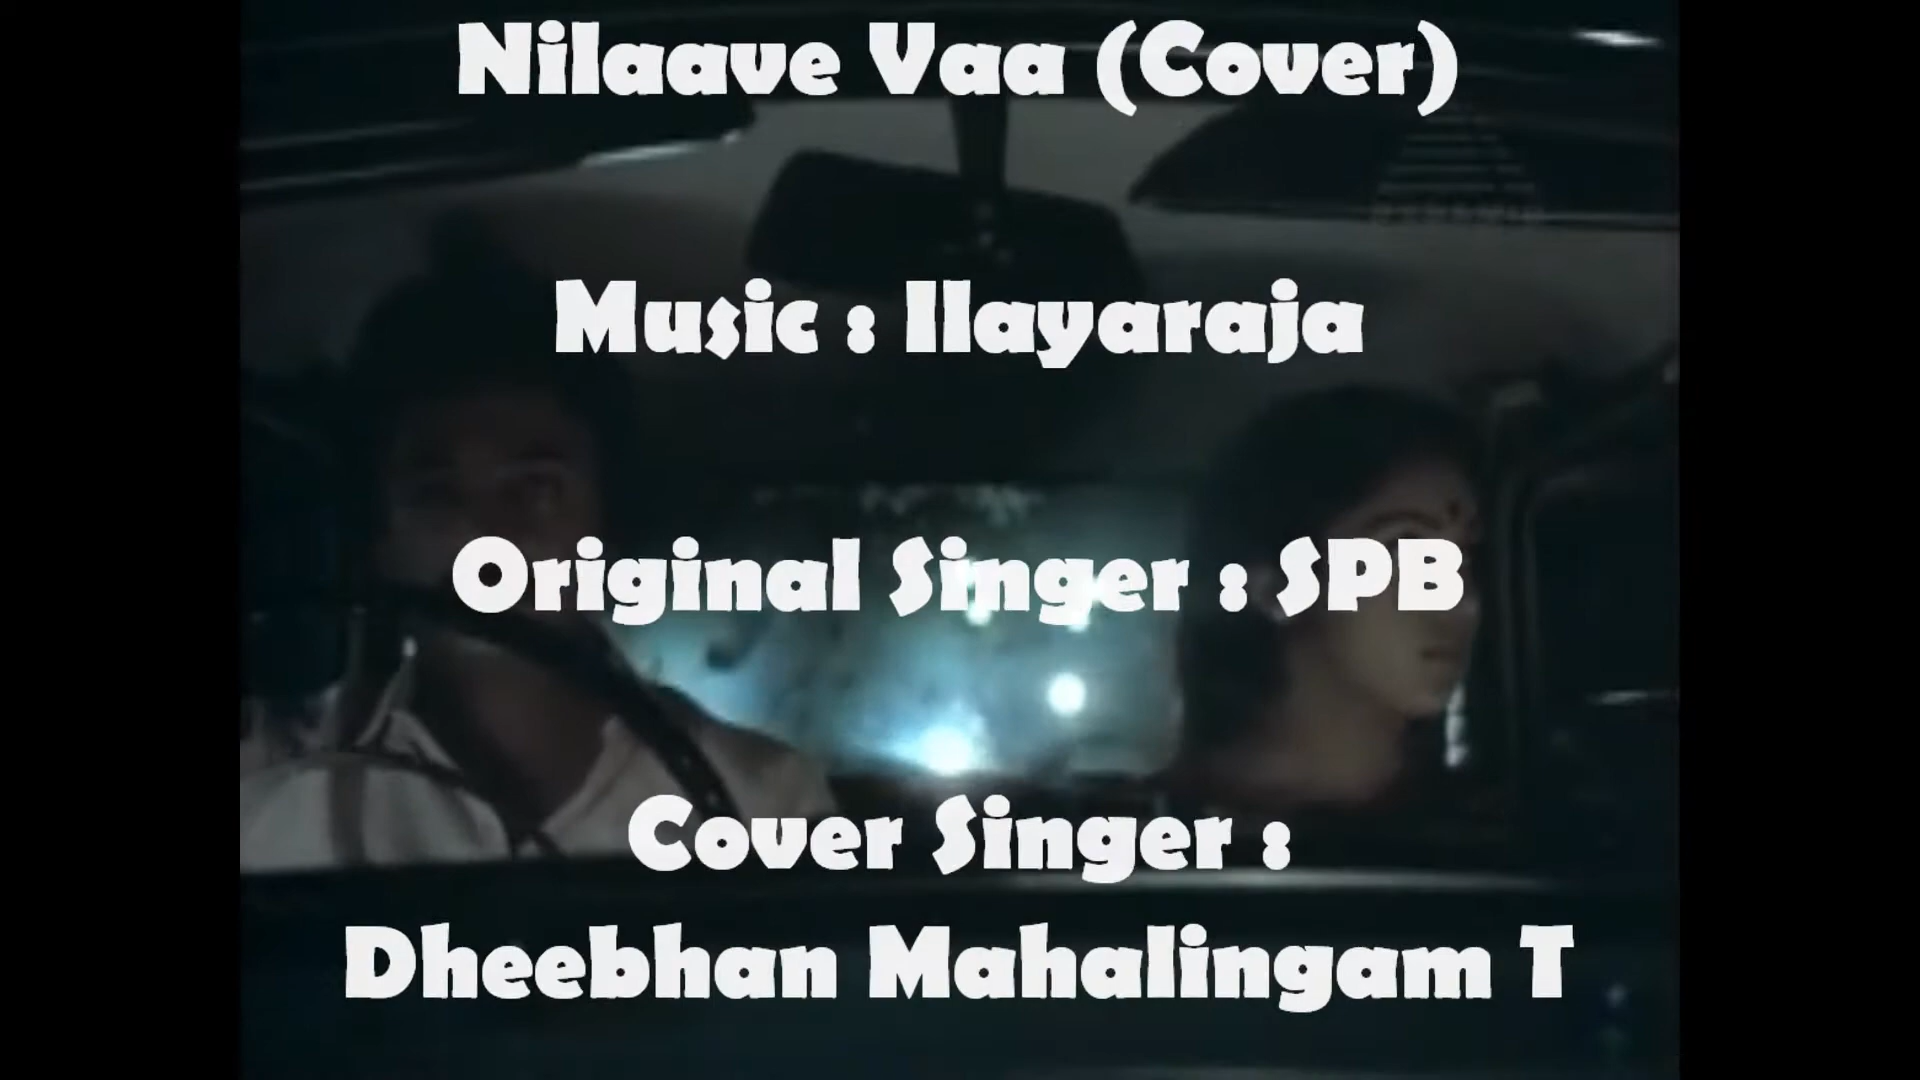 Nilaave Vaa (Cover)
Music : Ilayaraja
Original Singer : SPB
Cover Singer :
Dheebhan Mahalingam T